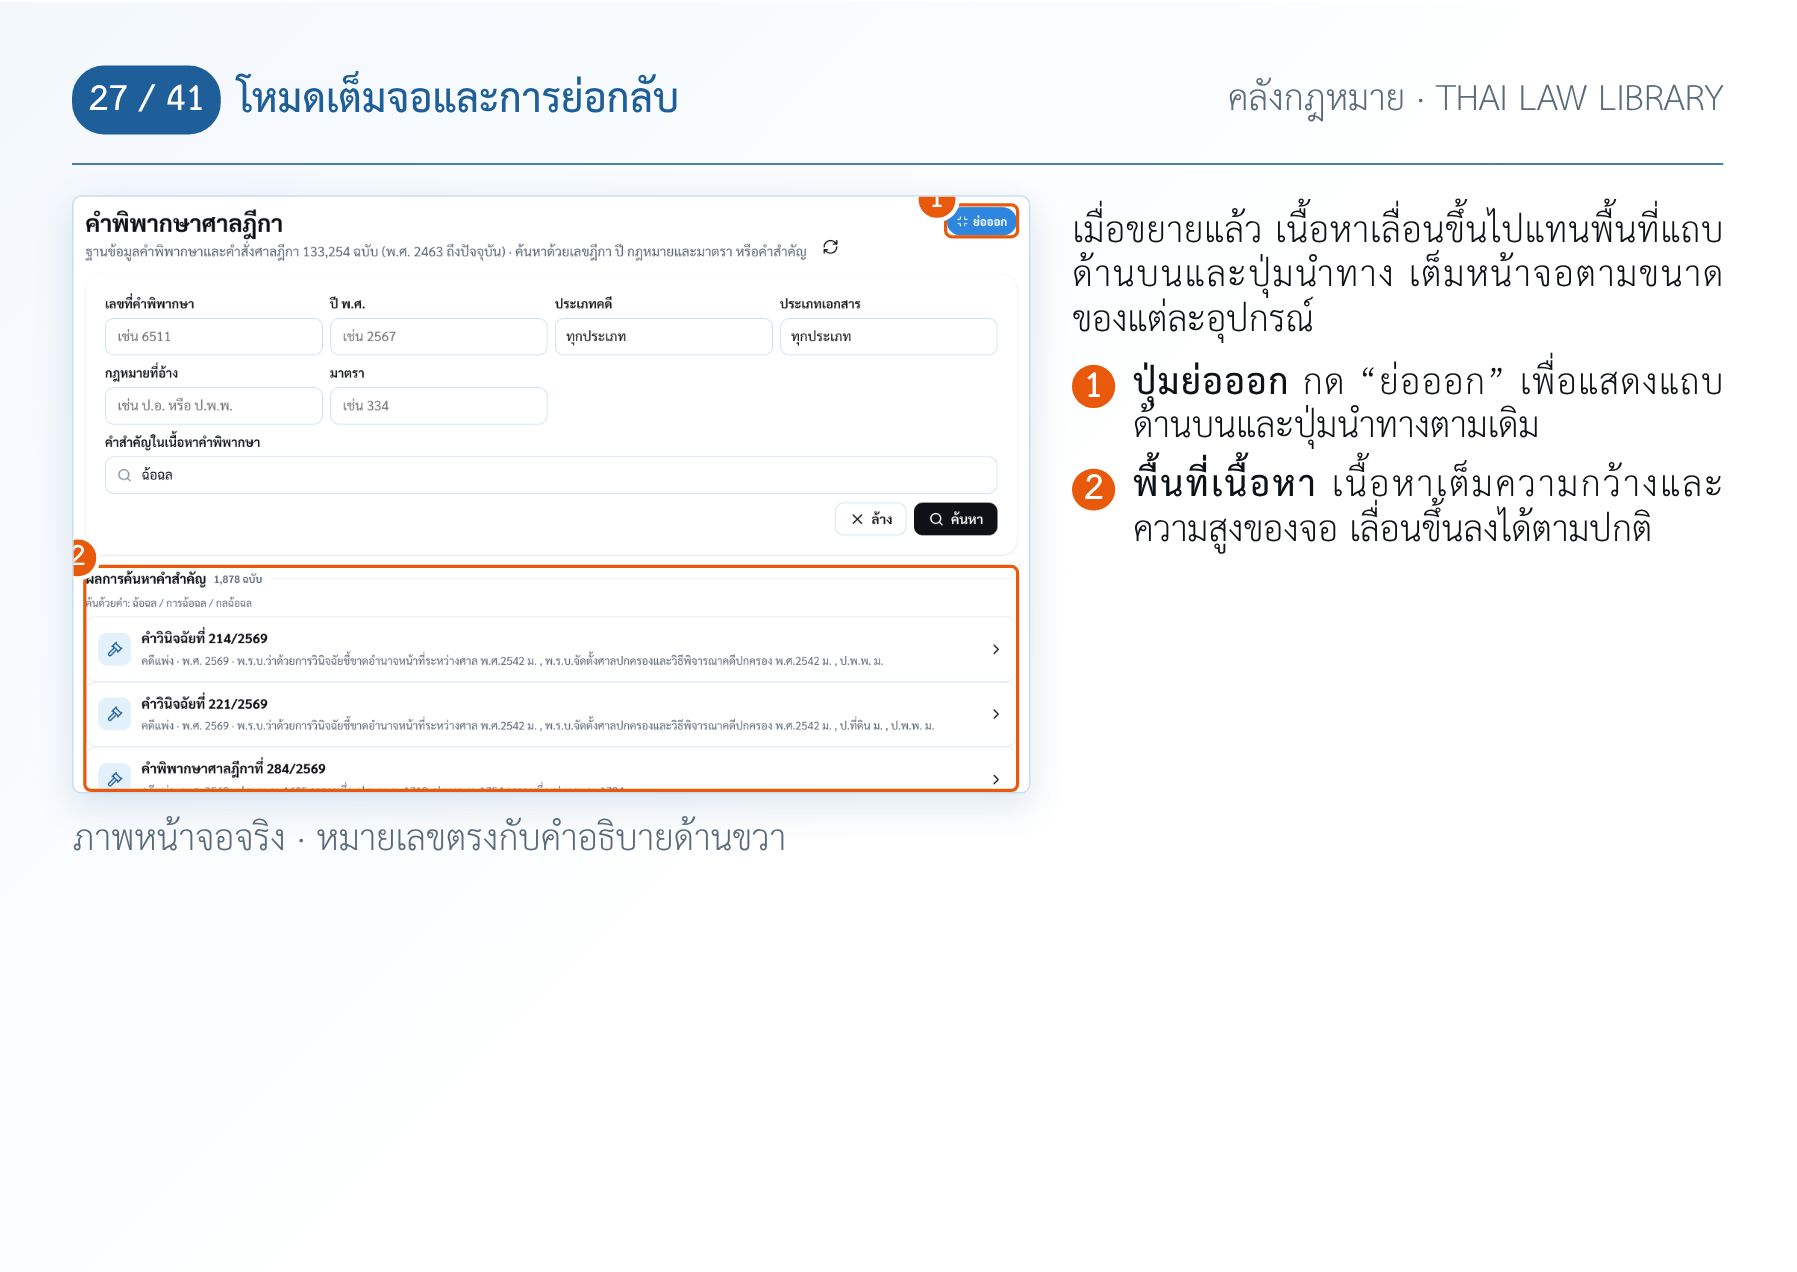 27 / 41 โหมดเต็มจอและการย่อกลับ
คลังกฎหมาย · THAI LAW LIBRARY
คำพิพากษาศาลฎีกา
1
ย่อออก
ฐานข้อมูลคำพิพากษาและคำสั่งศาลฎีกา 133,254 ฉบับ (พ.ศ. 2463 ถึงปัจจุบัน) · ค้นหาด้วยเลขฎีกา ปี กฎหมายและมาตรา หรือคำสำคัญ
เลขที่คำพิพากษา ปี พ.ศ. ประเภทคดี ประเภทเอกสาร
เช่น 6511 เช่น 2567 ทุกประเภท ทุกประเภท
กฎหมายที่อ้าง มาตรา
เช่น ป.อ. หรือ ป.พ.พ. เช่น 334
คำสำคัญในเนื้อหาคำพิพากษา
ฉ้อฉล
ล้าง ค้นหา
2
ผลการค้นหาคำสำคัญ 1,878 ฉบับ
ค้นด้วยคำ: ฉ้อฉล / การฉ้อฉล / กลฉ้อฉล
คำวินิจฉัยที่ 214/2569
คดีแพ่ง · พ.ศ. 2569 · พ.ร.บ.ว่าด้วยการวินิจฉัยชี้ขาดอำนาจหน้าที่ระหว่างศาล พ.ศ.2542 ม. , พ.ร.บ.จัดตั้งศาลปกครองและวิธีพิจารณาคดีปกครอง พ.ศ.2542 ม. , ป.พ.พ. ม.
คำวินิจฉัยที่ 221/2569
คดีแพ่ง · พ.ศ. 2569 · พ.ร.บ.ว่าด้วยการวินิจฉัยชี้ขาดอำนาจหน้าที่ระหว่างศาล พ.ศ.2542 ม. , พ.ร.บ.จัดตั้งศาลปกครองและวิธีพิจารณาคดีปกครอง พ.ศ.2542 ม. , ป.ที่ดิน ม. , ป.พ.พ. ม.
คำพิพากษาศาลฎีกาที่ 284/2569
ภาพหน้าจอจริง · หมายเลขตรงกับคำอธิบายด้านขวา
เมื่อขยายแล้ว เนื้อหาเลื่อนขึ้นไปแทนพื้นที่แถบ
ด้านบนและปุ่มนำทาง เต็มหน้าจอตามขนาด
ของแต่ละอุปกรณ์
1 ปุ่มย่อออก กด “ย่อออก” เพื่อแสดงแถบ
ด้านบนและปุ่มนำทางตามเดิม
2 พื้นที่เนื้อหา เนื้อหาเต็มความกว้างและ
ความสูงของจอ เลื่อนขึ้นลงได้ตามปกติ